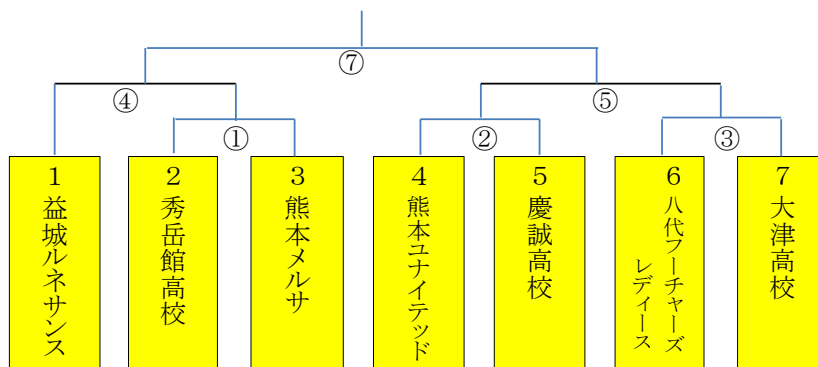 ⑦
④
⑤
①
②
③
1 益城ルネサンス
2 秀岳館高校
3 熊本メルサ
4 熊本ユナイテッド
5 慶誠高校
6 八代フーチャーズ
レディース
7 大津高校